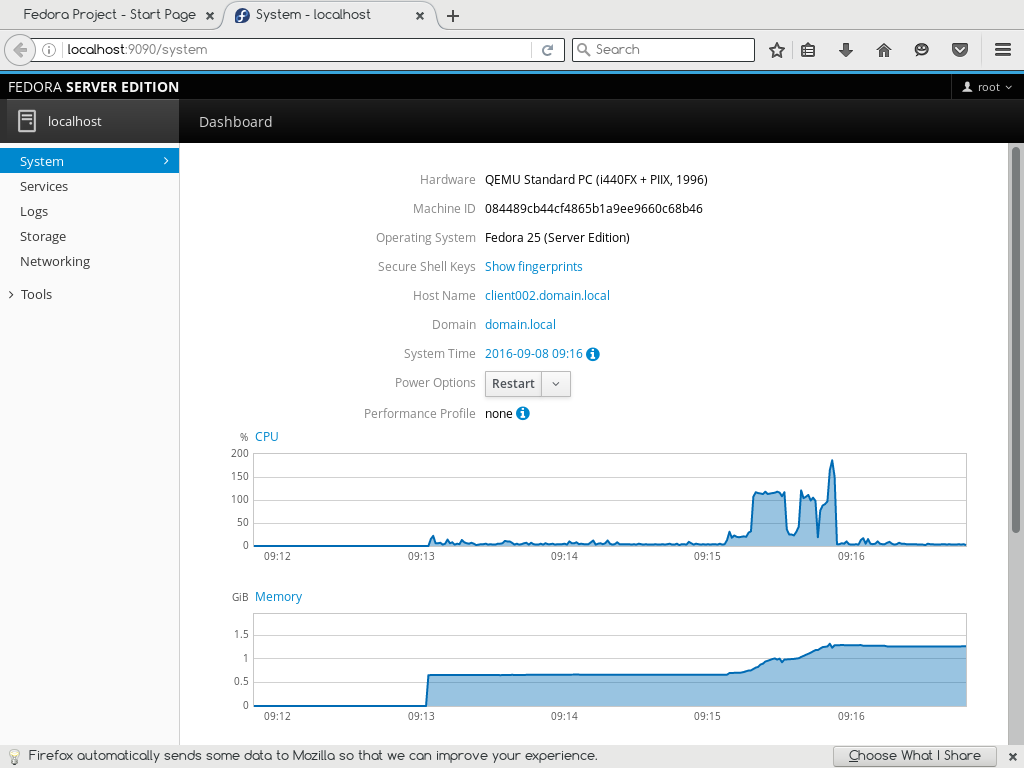 Fedora Project - Start Page
System - localhost
localhost:9090/system
Search
FEDORA SERVER EDITION
root
localhost
Dashboard
System
Services
Logs
Storage
Networking
Tools
Hardware QEMU Standard PC (i440FX + PIIX, 1996)
Machine ID 084489cb44cf4865b1a9ee9660c68b46
Operating System Fedora 25 (Server Edition)
Secure Shell Keys Show fingerprints
Host Name client002.domain.local
Domain domain.local
System Time 2016-09-08 09:16
Power Options Restart
Performance Profile none
% CPU
200
150
100
50
0
09:12 09:13 09:14 09:15 09:16
GiB Memory
1.5
1
0.5
0
09:12 09:13 09:14 09:15 09:16
Firefox automatically sends some data to Mozilla so that we can improve your experience.
Choose What I Share